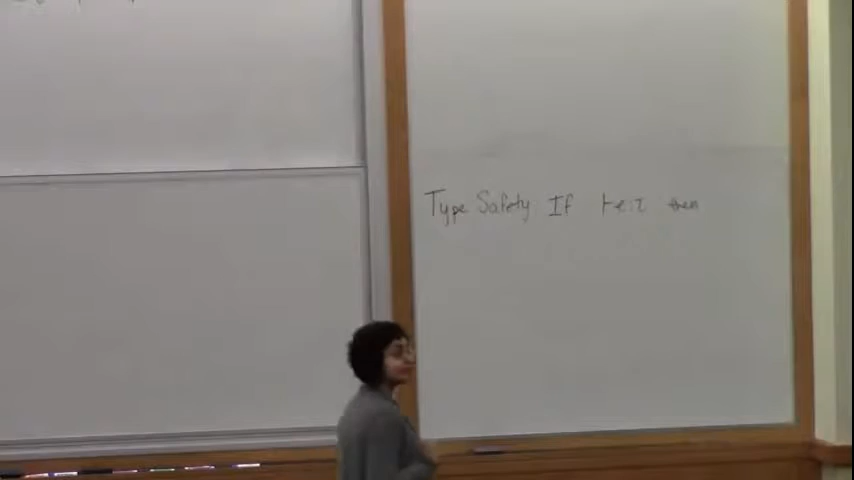 Type Safety If ⊢e:τ then